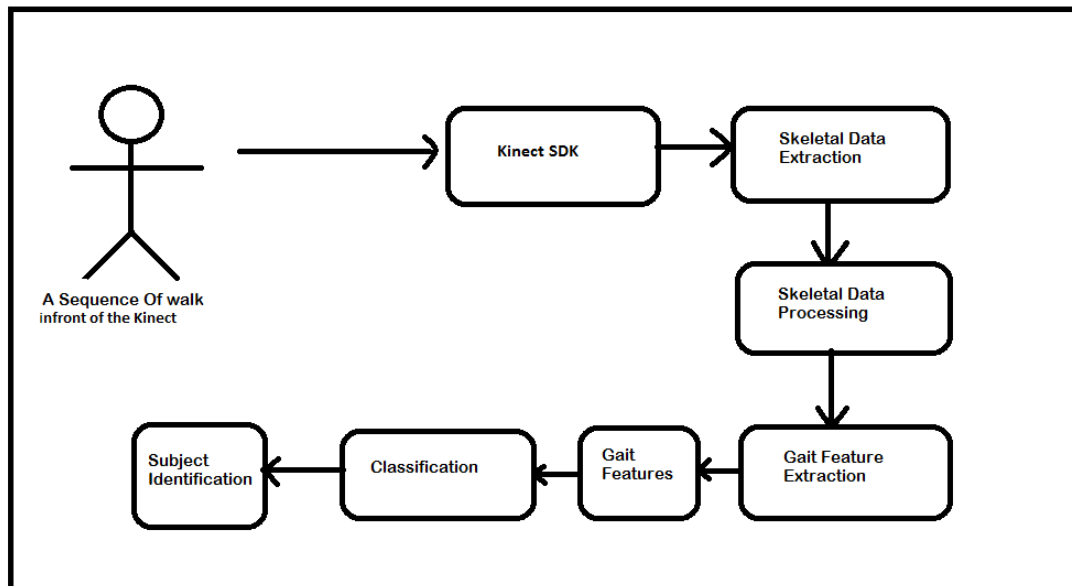 Kinect SDK
Skeletal Data
Extraction
A Sequence Of walk
infront of the Kinect
Skeletal Data
Processing
Subject
Identification
Classification
Gait
Features
Gait Feature
Extraction